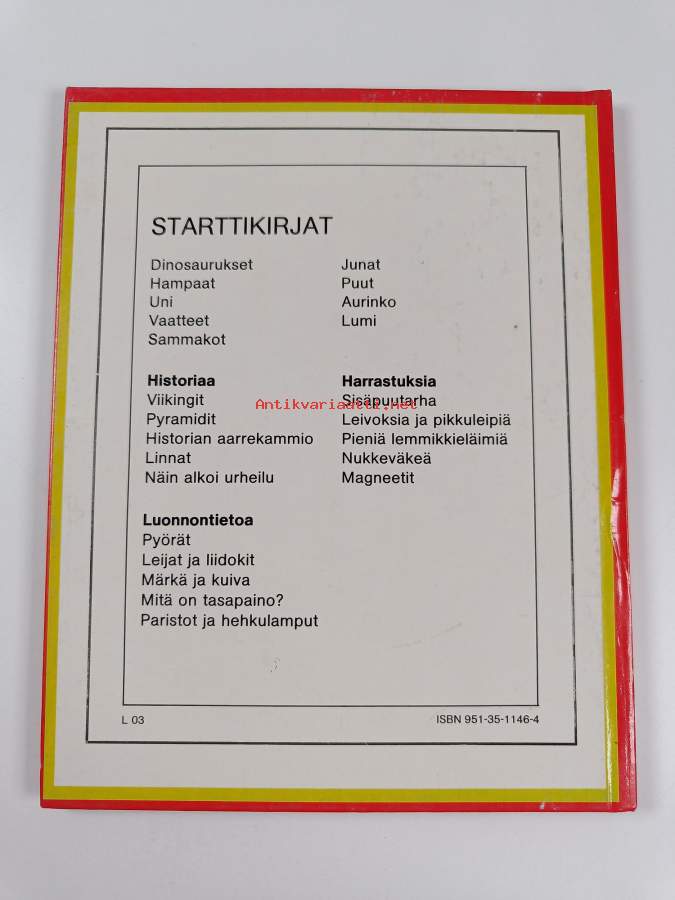 STARTTIKIRJAT
Dinosaurukset
Hampaat
Uni
Vaatteet
Sammakot
Junat
Puut
Aurinko
Lumi
Historiaa
Viikingit
Pyramidit
Historian aarrekammio
Linnat
Näin alkoi urheilu
Harrastuksia
Sisäpuutarha
Leivoksia ja pikkuleipiä
Pieniä lemmikkieläimiä
Nukkeväkeä
Magneetit
Antikvariaatti.net
Luonnontietoa
Pyörät
Leijat ja liidokit
Märkä ja kuiva
Mitä on tasapaino?
Paristot ja hehkulamput
L 03
ISBN 951-35-1146-4